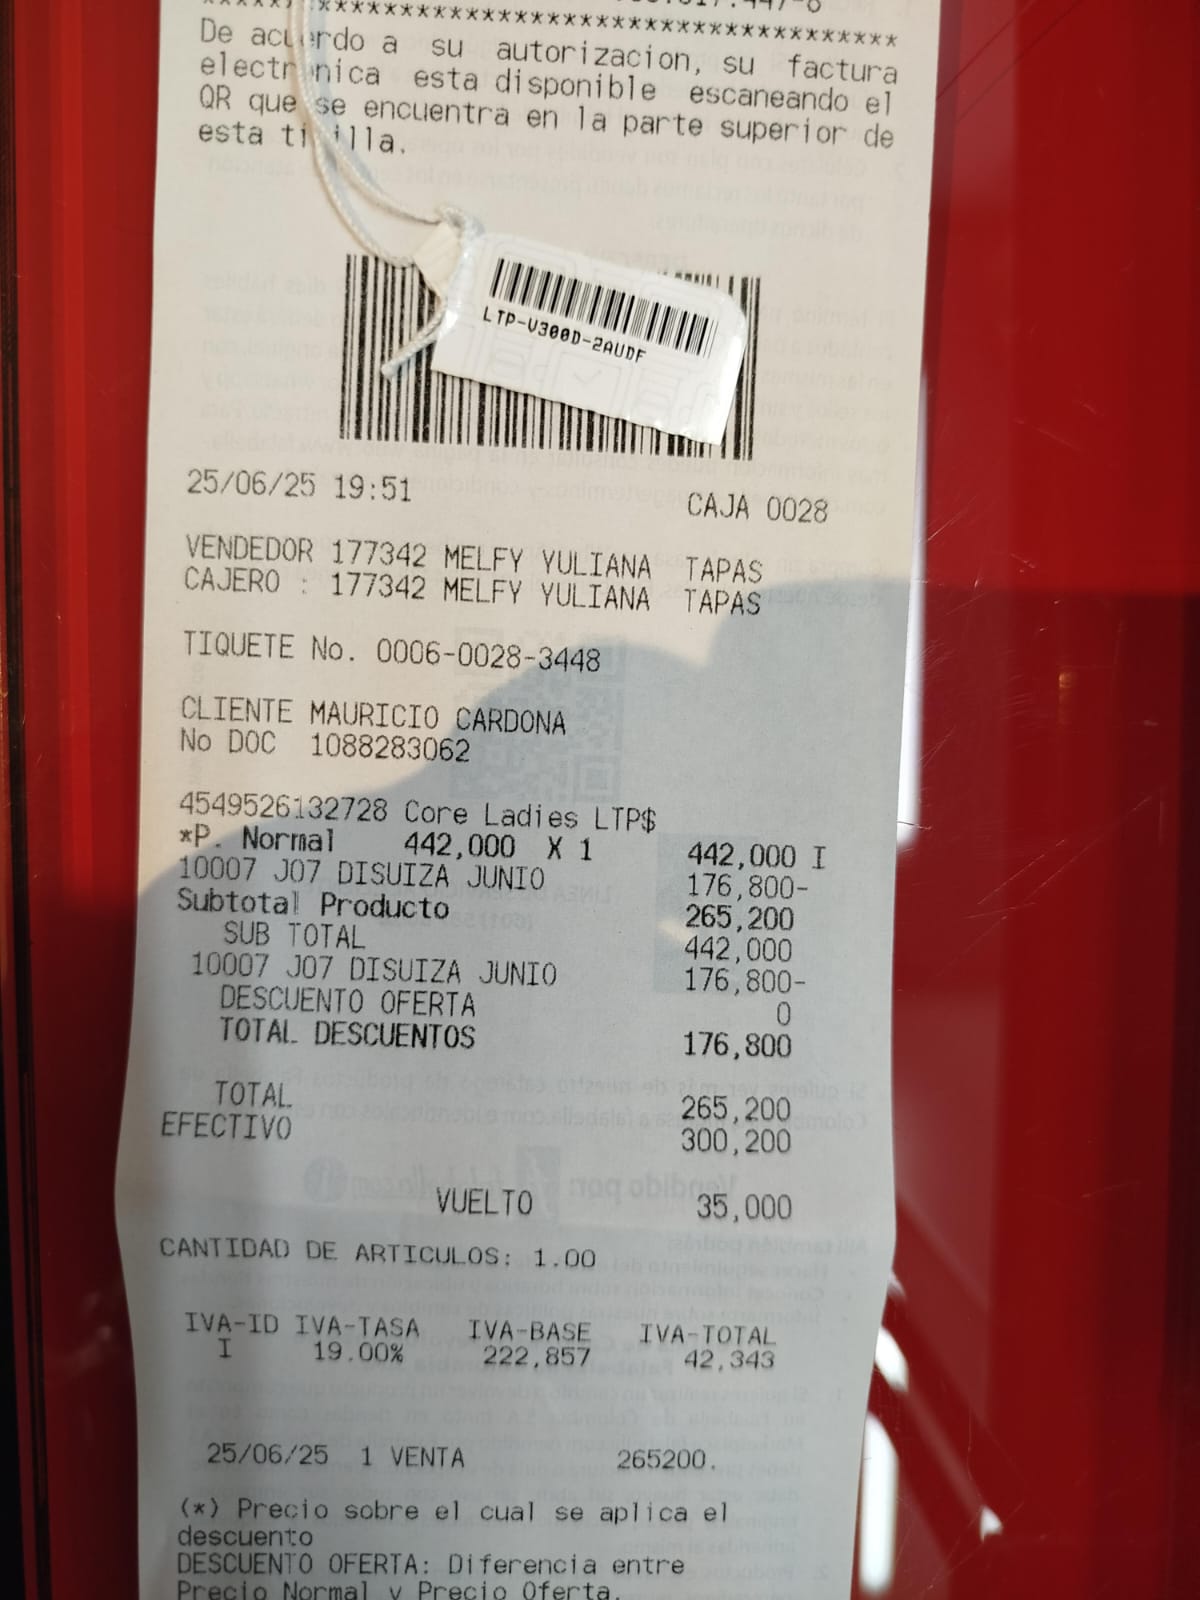 ****************************************
De acuerdo a su autorizacion, su factura
electronica esta disponible escaneando el
QR que se encuentra en la parte superior de
esta tirilla.
LTP-V300D-2AUDF
25/06/25 19:51 CAJA 0028
VENDEDOR 177342 MELFY YULIANA TAPAS
CAJERO : 177342 MELFY YULIANA TAPAS
TIQUETE No. 0006-0028-3448
CLIENTE MAURICIO CARDONA
No DOC 1088283062
4549526132728 Core Ladies LTP$
*P. Normal 442,000 X 1 442,000 I
10007 J07 DISUIZA JUNIO 176,800-
Subtotal Producto 265,200
SUB TOTAL 442,000
10007 J07 DISUIZA JUNIO 176,800-
DESCUENTO OFERTA 0
TOTAL DESCUENTOS 176,800
TOTAL 265,200
EFECTIVO 300,200
VUELTO 35,000
CANTIDAD DE ARTICULOS: 1.00
IVA-ID IVA-TASA IVA-BASE IVA-TOTAL
I 19.00% 222,857 42,343
25/06/25 1 VENTA 265200.
(*) Precio sobre el cual se aplica el
descuento
DESCUENTO OFERTA: Diferencia entre
Precio Normal y Precio Oferta.